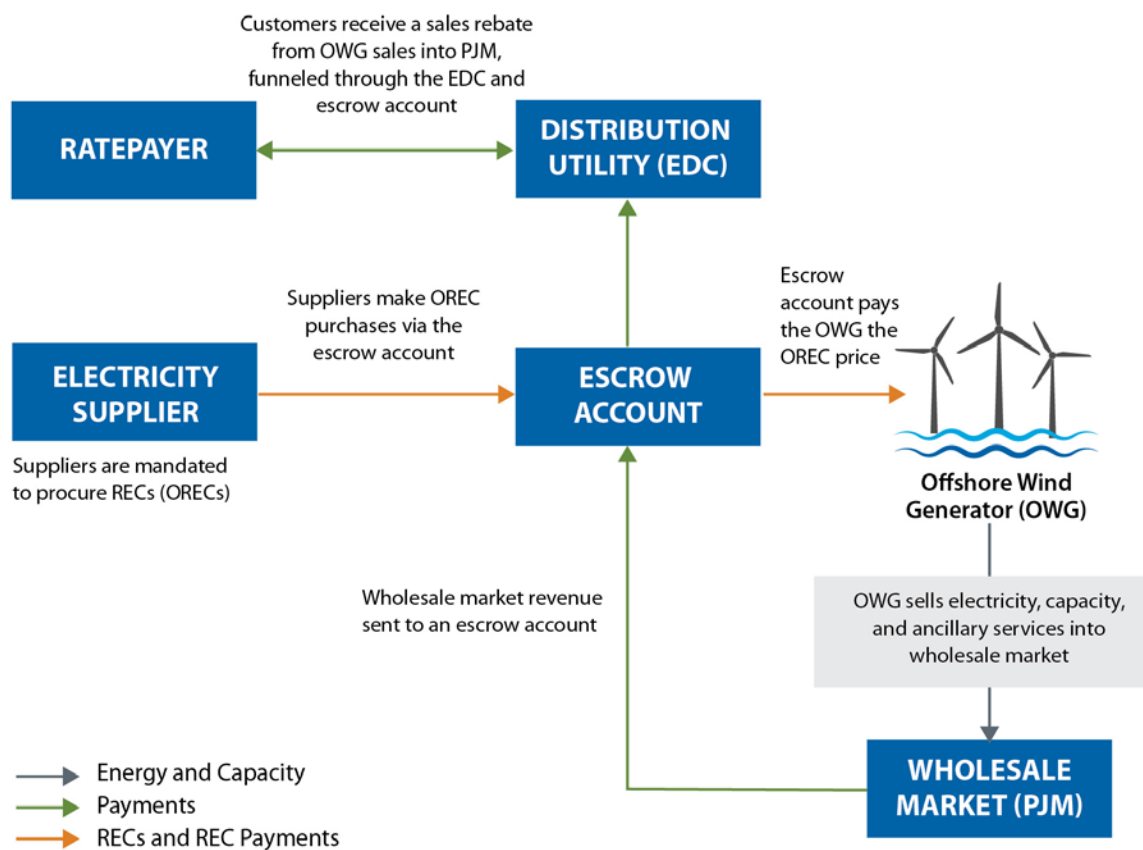 Customers receive a sales rebate
from OWG sales into PJM,
funneled through the EDC and
escrow account
RATEPAYER
DISTRIBUTION
UTILITY (EDC)
Suppliers make OREC
purchases via the
escrow account
Escrow
account pays
the OWG the
OREC price
ELECTRICITY
SUPPLIER
ESCROW
ACCOUNT
Suppliers are mandated
to procure RECs (ORECs)
Offshore Wind
Generator (OWG)
Wholesale market revenue
sent to an escrow account
OWG sells electricity, capacity,
and ancillary services into
wholesale market
WHOLESALE
MARKET (PJM)
Energy and Capacity
Payments
RECs and REC Payments